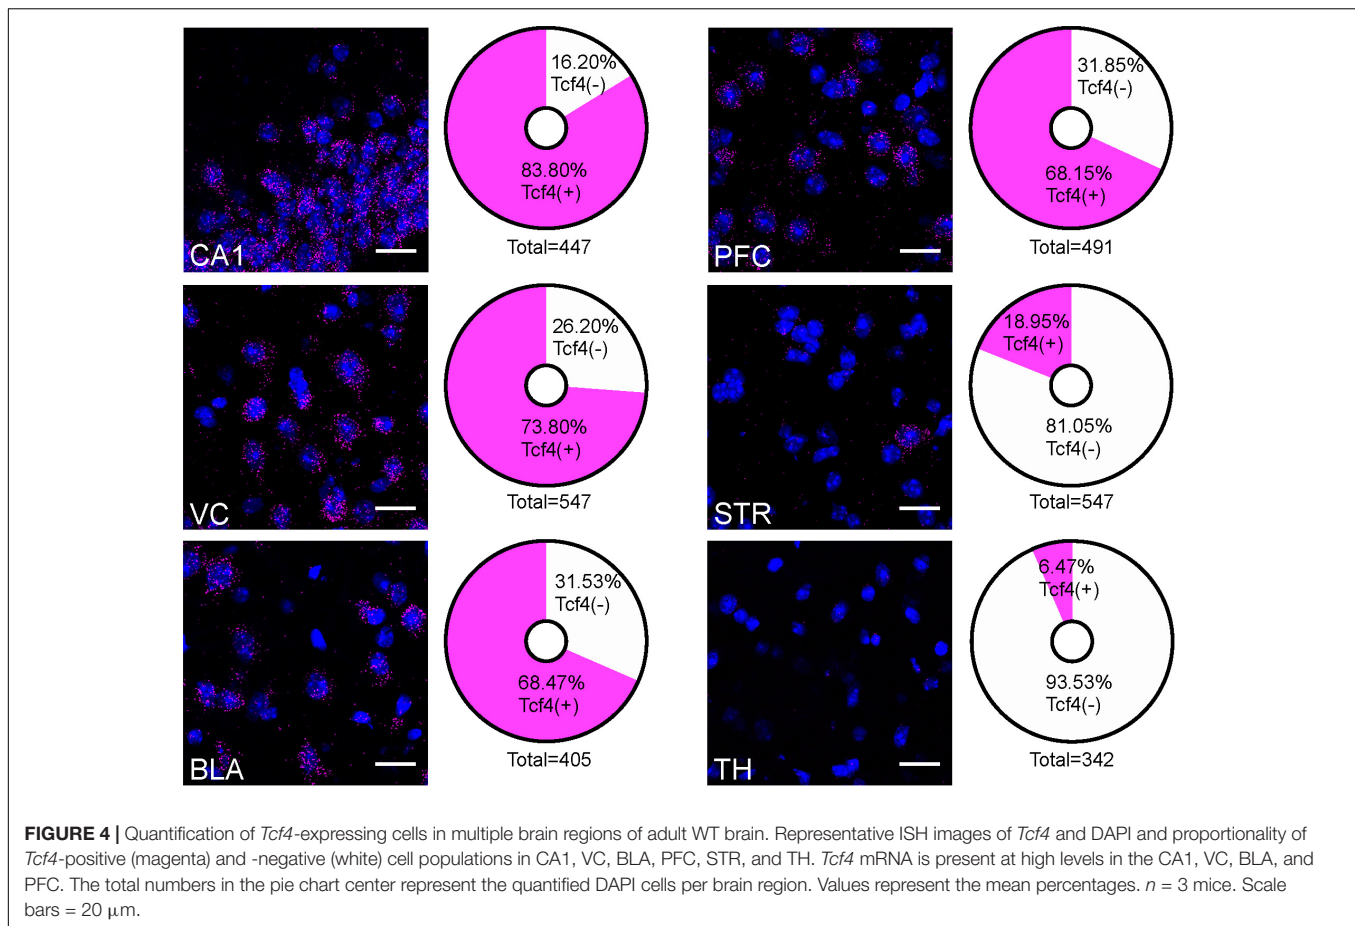 16.20%
Tcf4(-)
83.80%
Tcf4(+)
CA1
Total=447
31.85%
Tcf4(-)
68.15%
Tcf4(+)
PFC
Total=491
26.20%
Tcf4(-)
73.80%
Tcf4(+)
VC
Total=547
18.95%
Tcf4(+)
81.05%
Tcf4(-)
STR
Total=547
31.53%
Tcf4(-)
68.47%
Tcf4(+)
BLA
Total=405
6.47%
Tcf4(+)
93.53%
Tcf4(-)
TH
Total=342
FIGURE 4 | Quantification of Tcf4-expressing cells in multiple brain regions of adult WT brain. Representative ISH images of Tcf4 and DAPI and proportionality of
Tcf4-positive (magenta) and -negative (white) cell populations in CA1, VC, BLA, PFC, STR, and TH. Tcf4 mRNA is present at high levels in the CA1, VC, BLA, and
PFC. The total numbers in the pie chart center represent the quantified DAPI cells per brain region. Values represent the mean percentages. n = 3 mice. Scale
bars = 20 μm.